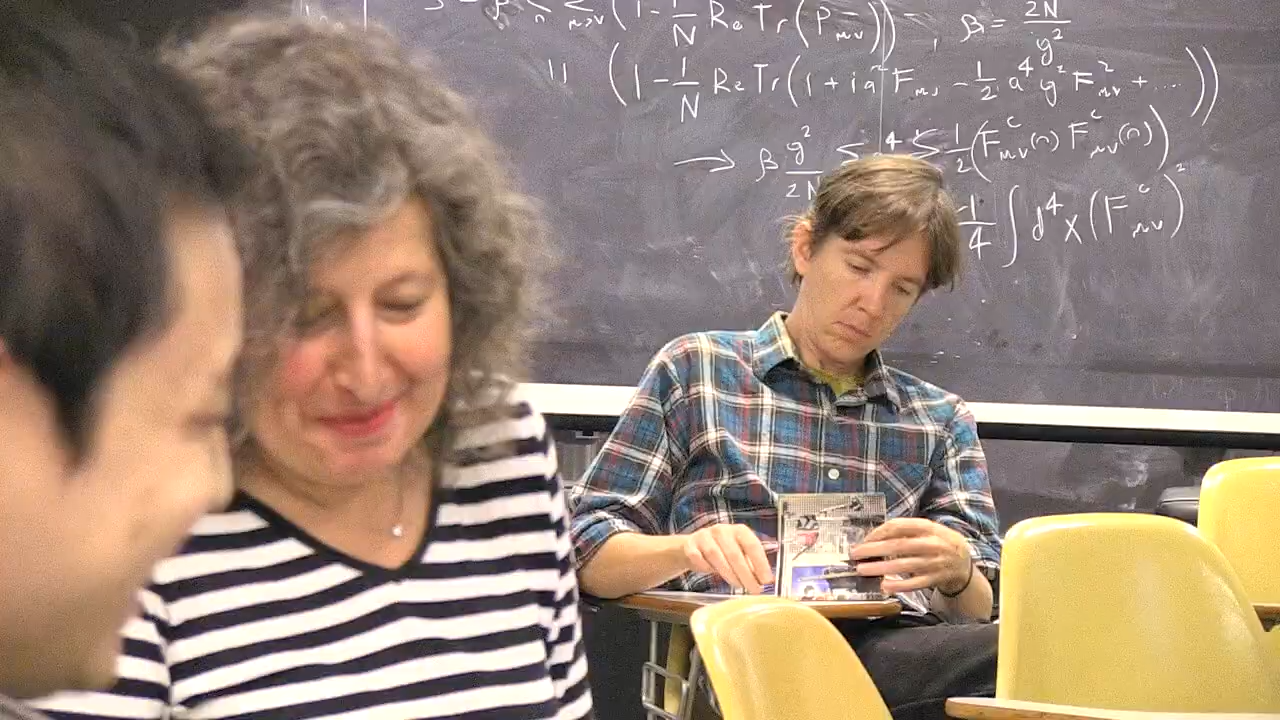 (1 - 1/N Re Tr(P_μν)) , β = 2N/g²
(1 - 1/N Re Tr(1 + ia² F_μν - 1/2 a⁴ g² F²_μν + ....))
→ β g²/2N Σ 4 Σ 1/2 (F^c_μν(n) F^c_μν(n))
1/4 ∫ d⁴x (F^c_μν)²